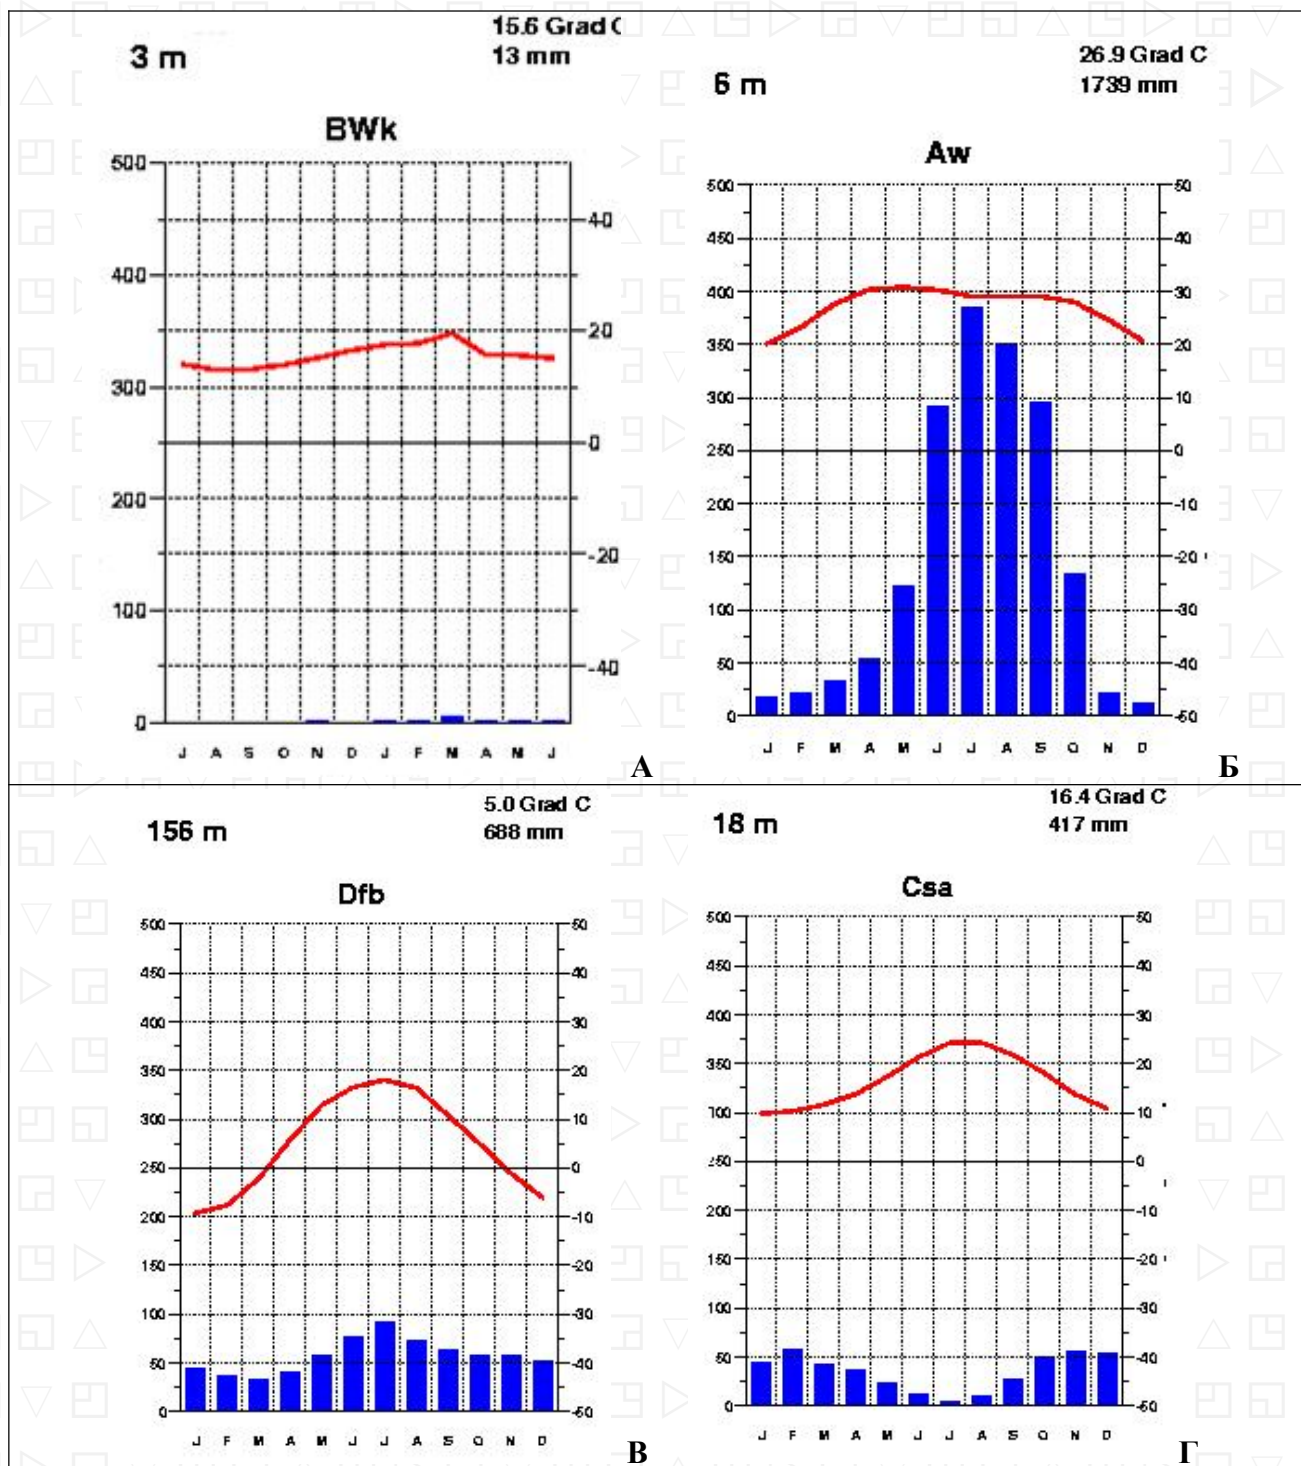 15.6 Grad C
3 m
13 mm
BWk
500
40
400
20
300
0
200
-20
100
-40
0
J A S O N D J F M A M J
А
26.9 Grad C
6 m
1739 mm
Aw
500 50
450 40
400 30
350 20
300 10
250 0
200 -10
150 -20
100 -30
50 -40
0 -50
J F M A M J J A S O N D
Б
5.0 Grad C
156 m
688 mm
Dfb
500 50
450 40
400 30
350 20
300 10
250 0
200 -10
150 -20
100 -30
50 -40
0 -50
J F M A M J J A S O N D
В
16.4 Grad C
18 m
417 mm
Csa
500 50
450 40
400 30
350 20
300 10
250 0
200 -10
150 -20
100 -30
50 -40
0 -50
J F M A M J J A S O N D
Г